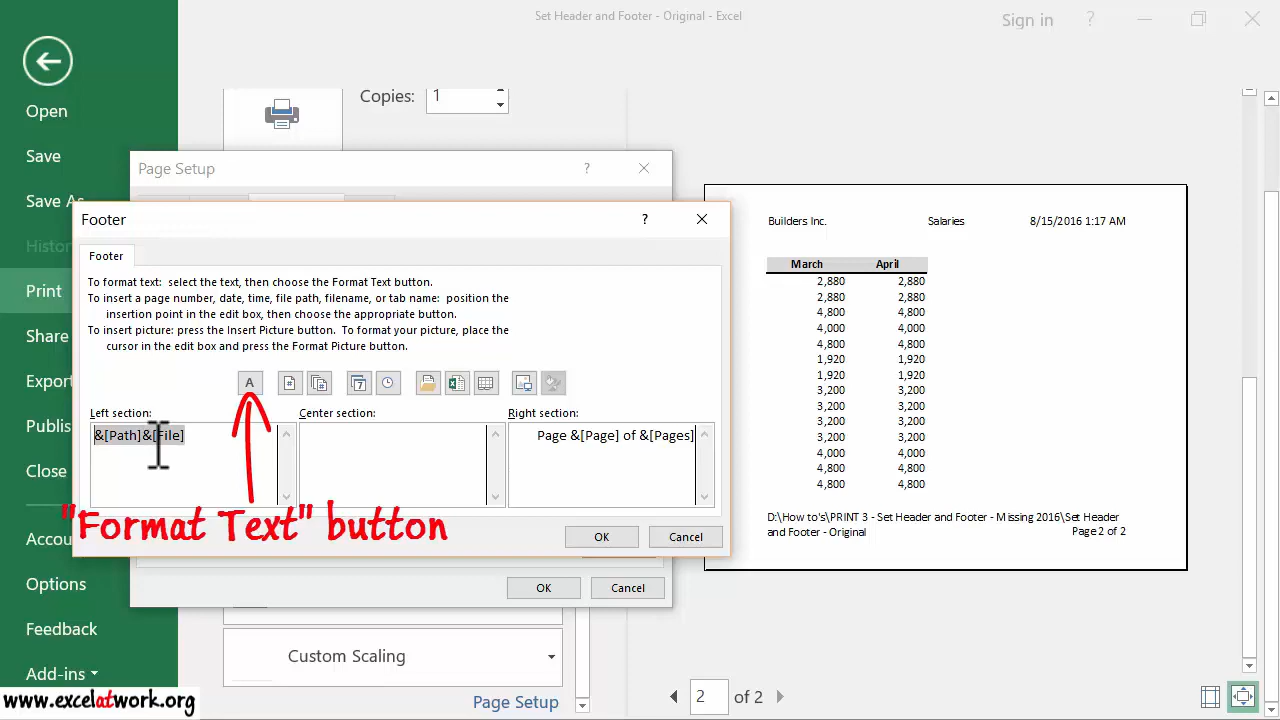 Set Header and Footer - Original - Excel
Sign in
?
Open
Save
Save As
Histor
Print
Share
Export
Publis
Close
Accou
Options
Feedback
Add-ins
www.excelatwork.org
Copies:
1
Page Setup
?
Footer
?
Footer
To format text: select the text, then choose the Format Text button.
To insert a page number, date, time, file path, filename, or tab name: position the
insertion point in the edit box, then choose the appropriate button.
To insert picture: press the Insert Picture button. To format your picture, place the
cursor in the edit box and press the Format Picture button.
A
#
7
Left section:
Center section:
Right section:
&[Path]&[File]
Page &[Page] of &[Pages]
"Format Text" button
OK
Cancel
OK
Cancel
Custom Scaling
Page Setup
Builders Inc.
Salaries
8/15/2016 1:17 AM
March April
2,880 2,880
2,880 2,880
4,800 4,800
4,000 4,000
4,800 4,800
1,920 1,920
1,920 1,920
3,200 3,200
3,200 3,200
3,200 3,200
3,200 3,200
4,000 4,000
4,800 4,800
4,800 4,800
D:\How to's\PRINT 3 - Set Header and Footer - Missing 2016\Set Header
and Footer - Original
Page 2 of 2
2
of 2